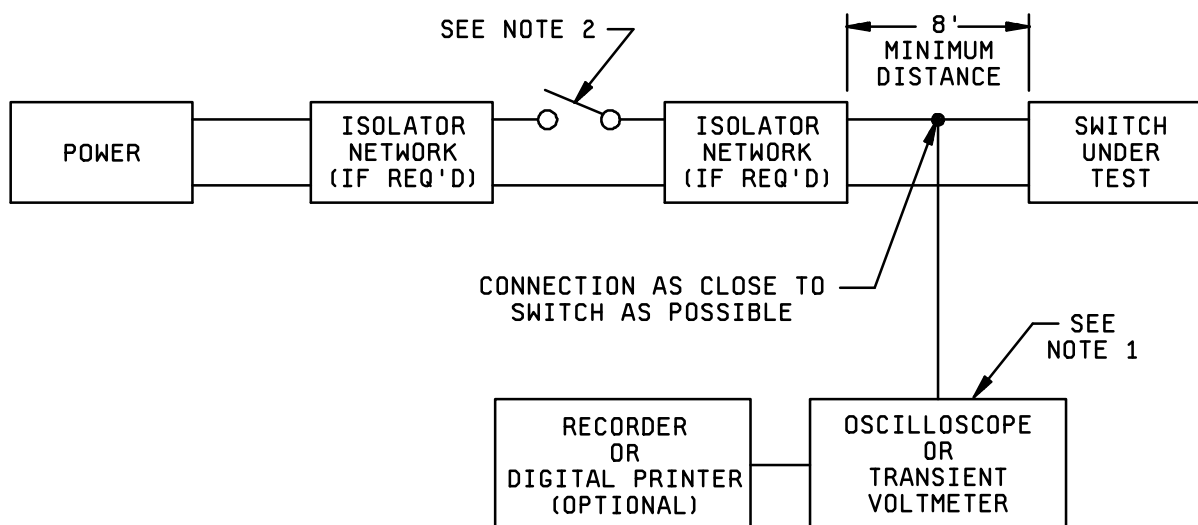 SEE NOTE 2
8'
MINIMUM
DISTANCE
POWER
ISOLATOR
NETWORK
(IF REQ'D)
ISOLATOR
NETWORK
(IF REQ'D)
SWITCH
UNDER
TEST
CONNECTION AS CLOSE TO
SWITCH AS POSSIBLE
SEE
NOTE 1
RECORDER
OR
DIGITAL PRINTER
(OPTIONAL)
OSCILLOSCOPE
OR
TRANSIENT
VOLTMETER